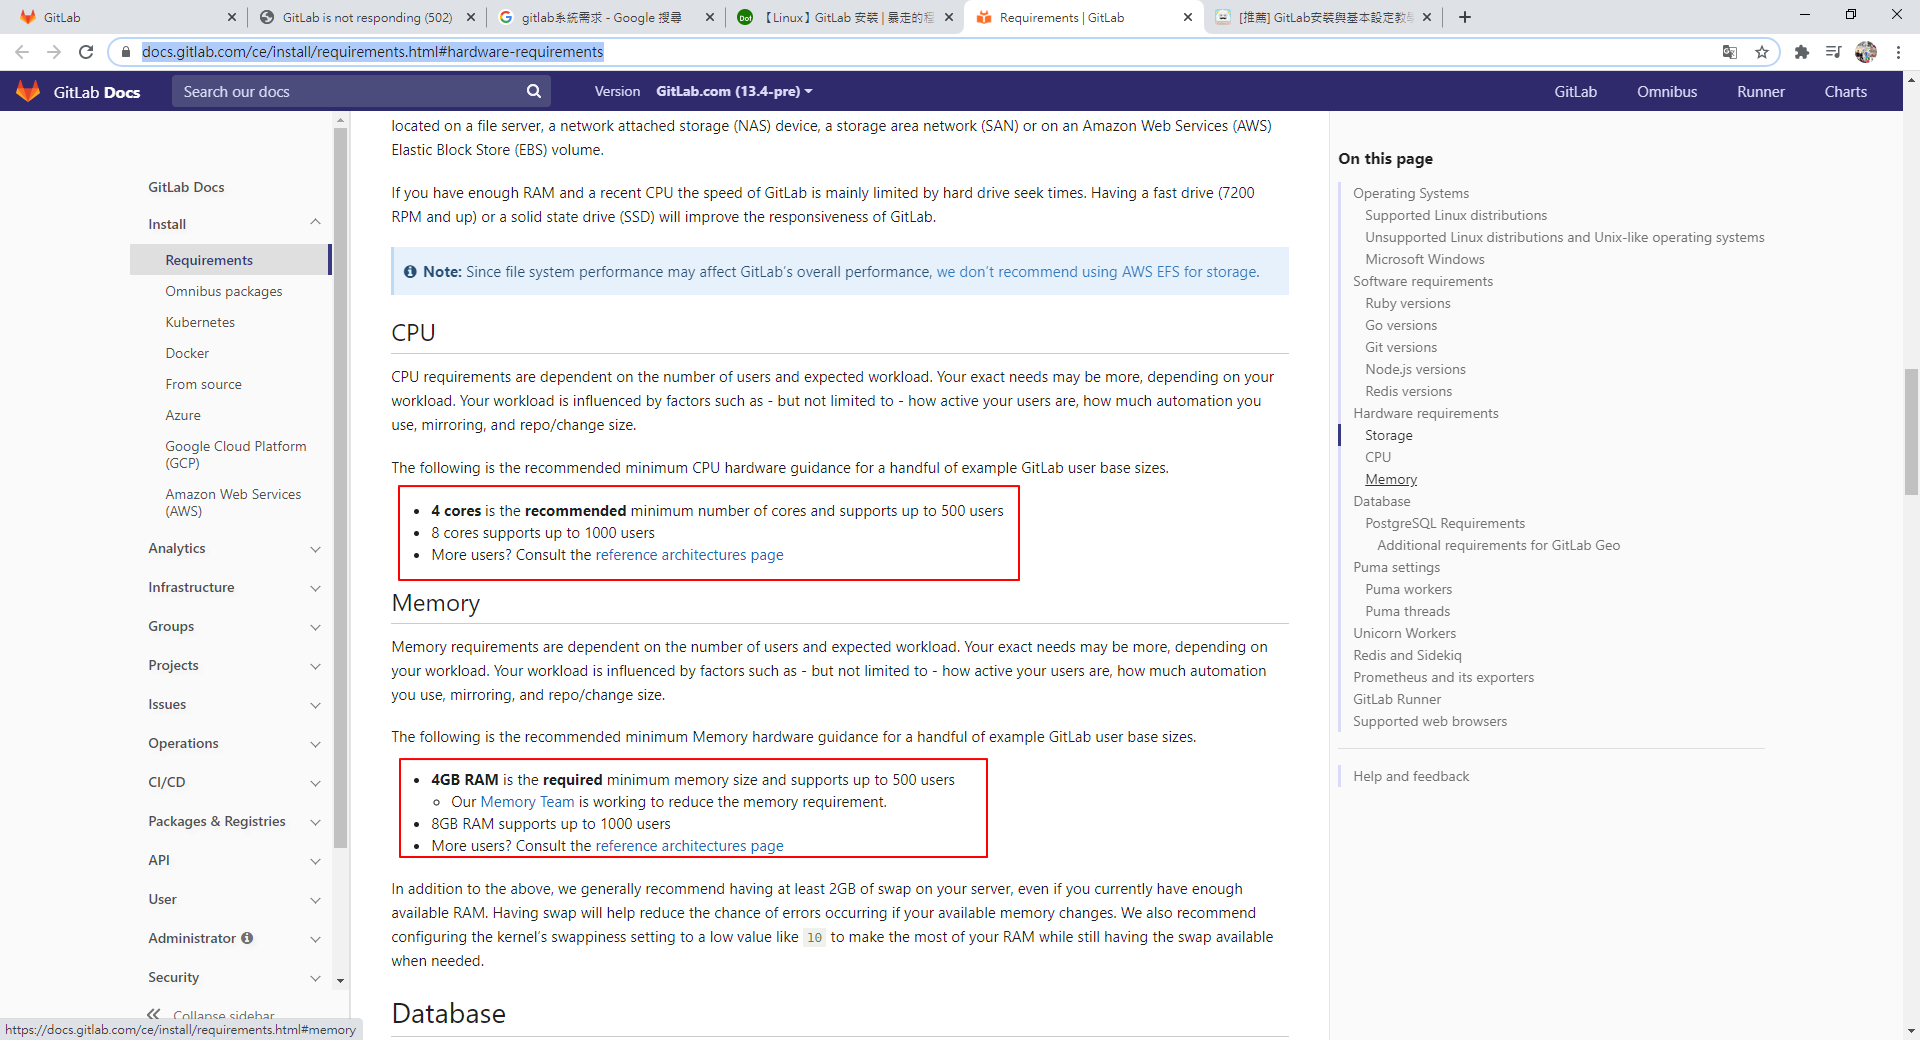 GitLab
GitLab is not responding (502)
gitlab系統需求 - Google 搜尋
【Linux】GitLab 安裝 | 暴走的程
Requirements | GitLab
[推薦] GitLab安裝與基本設定教
docs.gitlab.com/ce/install/requirements.html#hardware-requirements
GitLab Docs
Search our docs
Version GitLab.com (13.4-pre)
GitLab
Omnibus
Runner
Charts
GitLab Docs
Install
Requirements
Omnibus packages
Kubernetes
Docker
From source
Azure
Google Cloud Platform
(GCP)
Amazon Web Services
(AWS)
Analytics
Infrastructure
Groups
Projects
Issues
Operations
CI/CD
Packages & Registries
API
User
Administrator
Security
Collapse sidebar
https://docs.gitlab.com/ce/install/requirements.html#memory
located on a file server, a network attached storage (NAS) device, a storage area network (SAN) or on an Amazon Web Services (AWS)
Elastic Block Store (EBS) volume.
If you have enough RAM and a recent CPU the speed of GitLab is mainly limited by hard drive seek times. Having a fast drive (7200
RPM and up) or a solid state drive (SSD) will improve the responsiveness of GitLab.
Note: Since file system performance may affect GitLab's overall performance, we don't recommend using AWS EFS for storage.
CPU
CPU requirements are dependent on the number of users and expected workload. Your exact needs may be more, depending on your
workload. Your workload is influenced by factors such as - but not limited to - how active your users are, how much automation you
use, mirroring, and repo/change size.
The following is the recommended minimum CPU hardware guidance for a handful of example GitLab user base sizes.
• 4 cores is the recommended minimum number of cores and supports up to 500 users
• 8 cores supports up to 1000 users
• More users? Consult the reference architectures page
Memory
Memory requirements are dependent on the number of users and expected workload. Your exact needs may be more, depending on
your workload. Your workload is influenced by factors such as - but not limited to - how active your users are, how much automation
you use, mirroring, and repo/change size.
The following is the recommended minimum Memory hardware guidance for a handful of example GitLab user base sizes.
• 4GB RAM is the required minimum memory size and supports up to 500 users
◦ Our Memory Team is working to reduce the memory requirement.
• 8GB RAM supports up to 1000 users
• More users? Consult the reference architectures page
In addition to the above, we generally recommend having at least 2GB of swap on your server, even if you currently have enough
available RAM. Having swap will help reduce the chance of errors occurring if your available memory changes. We also recommend
configuring the kernel's swappiness setting to a low value like 10 to make the most of your RAM while still having the swap available
when needed.
Database
On this page
Operating Systems
Supported Linux distributions
Unsupported Linux distributions and Unix-like operating systems
Microsoft Windows
Software requirements
Ruby versions
Go versions
Git versions
Node.js versions
Redis versions
Hardware requirements
Storage
CPU
Memory
Database
PostgreSQL Requirements
Additional requirements for GitLab Geo
Puma settings
Puma workers
Puma threads
Unicorn Workers
Redis and Sidekiq
Prometheus and its exporters
GitLab Runner
Supported web browsers
Help and feedback